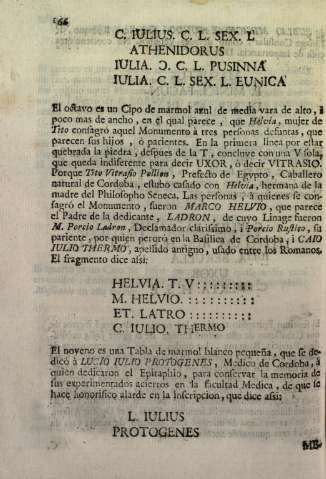 166
C. IULIUS. C. L. SEX. L.
ATHENIDORUS
IULIA. Ɔ. C. L. PUSINNA
IULIA. C. L. SEX. L. EUNICA
El octavo es un Cipo de marmol azul de media vara de alto, i
poco mas de ancho, en el qual parece, que Helvia, muger de
Tito consagró aquel Monumento à tres personas defuntas, que
parecen sus hijos, ò parientes. En la primera linea por estar
quebrada la piedra, despues de la T, concluye con una V sola,
que queda indiferente para decir UXOR, ò decir VITRASIO.
Porque Tito Vitrasio Pollion, Prefecto de Egypto, Caballero
natural de Cordoba, estubo casado con Helvia, hermana de la
madre del Philosopho Seneca. Las personas, à quienes se con-
sagró el Monumento, fueron MARCO HELVIO, que parece
el Padre de la dedicante, LADRON, de cuyo Linage fueron
M. Porcio Ladron, Declamador clarissimo, i Porcio Rustico, su
pariente, por quien peroró en la Basilica de Cordoba, i CAIO
JULIO THERMO, apellido antiguo, usado entre los Romanos.
El fragmento dice assi:
HELVIA. T. V : : : : : : : : :
M. HELVIO. : : : : : : : : : :
ET. LATRO : : : : : : : : : :
C. IULIO. THERMO
El noveno es una Tabla de marmol blanco pequeña, que se de-
dicó à LUCIO IULIO PROTOGENES, Medico de Cordoba, à
quien dedicaron el Epitaphio, para conservar la memoria de
sus experimentados aciertos en la facultad Medica, de que se
hace honorifico alarde en la Inscripcion, que dice assi:
L. IULIUS
PROTOGENES
ME-